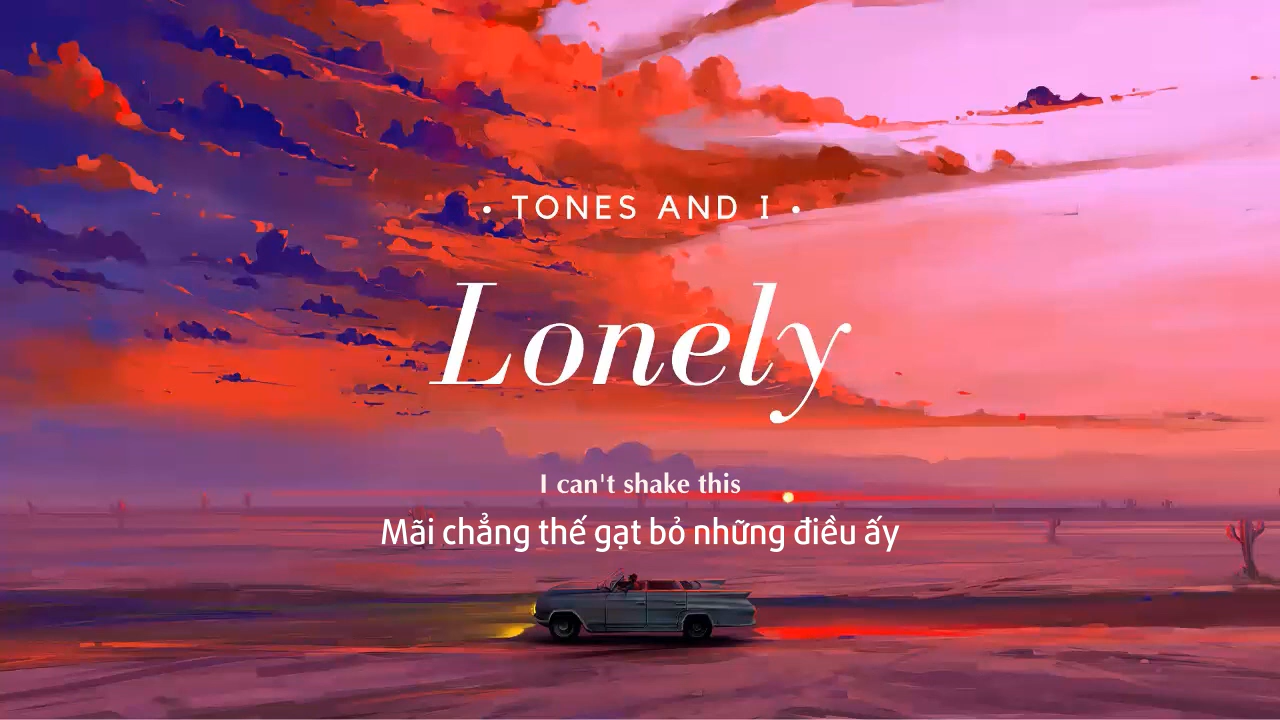 • TONES AND I •
Lonely
I can't shake this
Mãi chẳng thế gạt bỏ những điều ấy